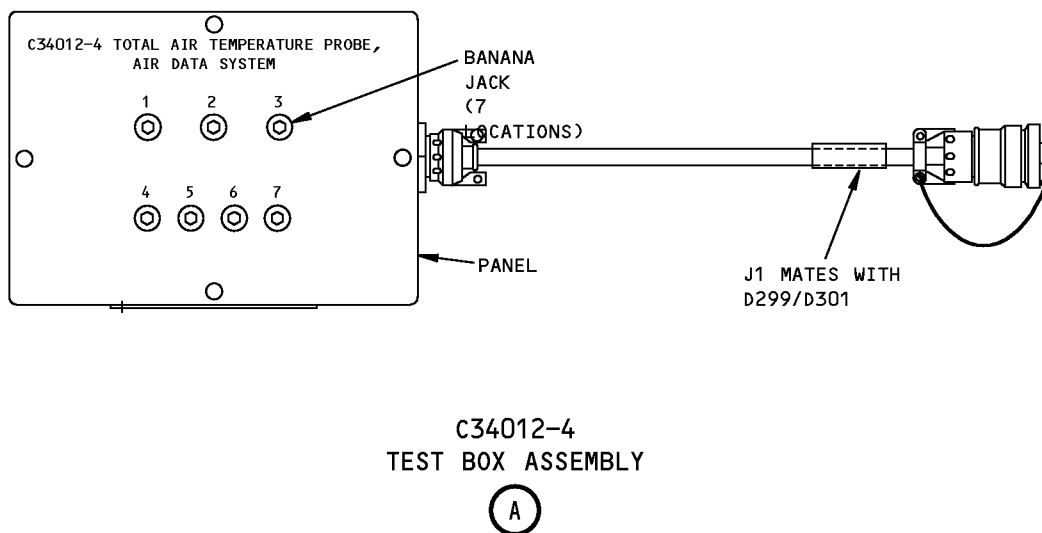 C34012-4 TOTAL AIR TEMPERATURE PROBE,
AIR DATA SYSTEM
1 2 3
4 5 6 7
BANANA
JACK
(7
LOCATIONS)
PANEL
J1 MATES WITH
D299/D301
C34012-4
TEST BOX ASSEMBLY
A